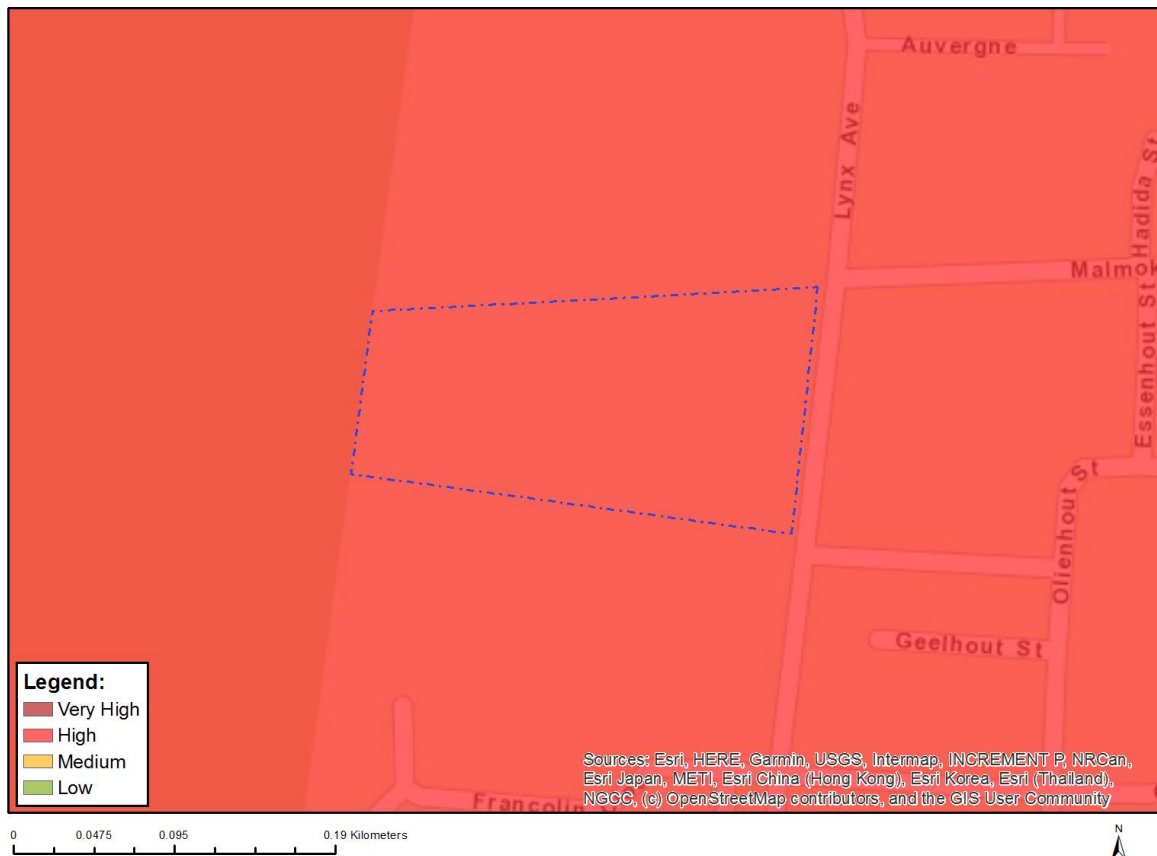 Auvergne
Lynx Ave
Hadida St
Essenhout St
Olienhout St
Geelhout St
Legend:
Very High
High
Medium
Low
Sources: Esri, HERE, Garmin, USGS, Intermap, INCREMENT P, NRCan,
Esri Japan, METI, Esri China (Hong Kong), Esri Korea, Esri (Thailand),
NGCC, (c) OpenStreetMap contributors, and the GIS User Community
Francolin
0
0.0475
0.095
0.19 Kilometers
N